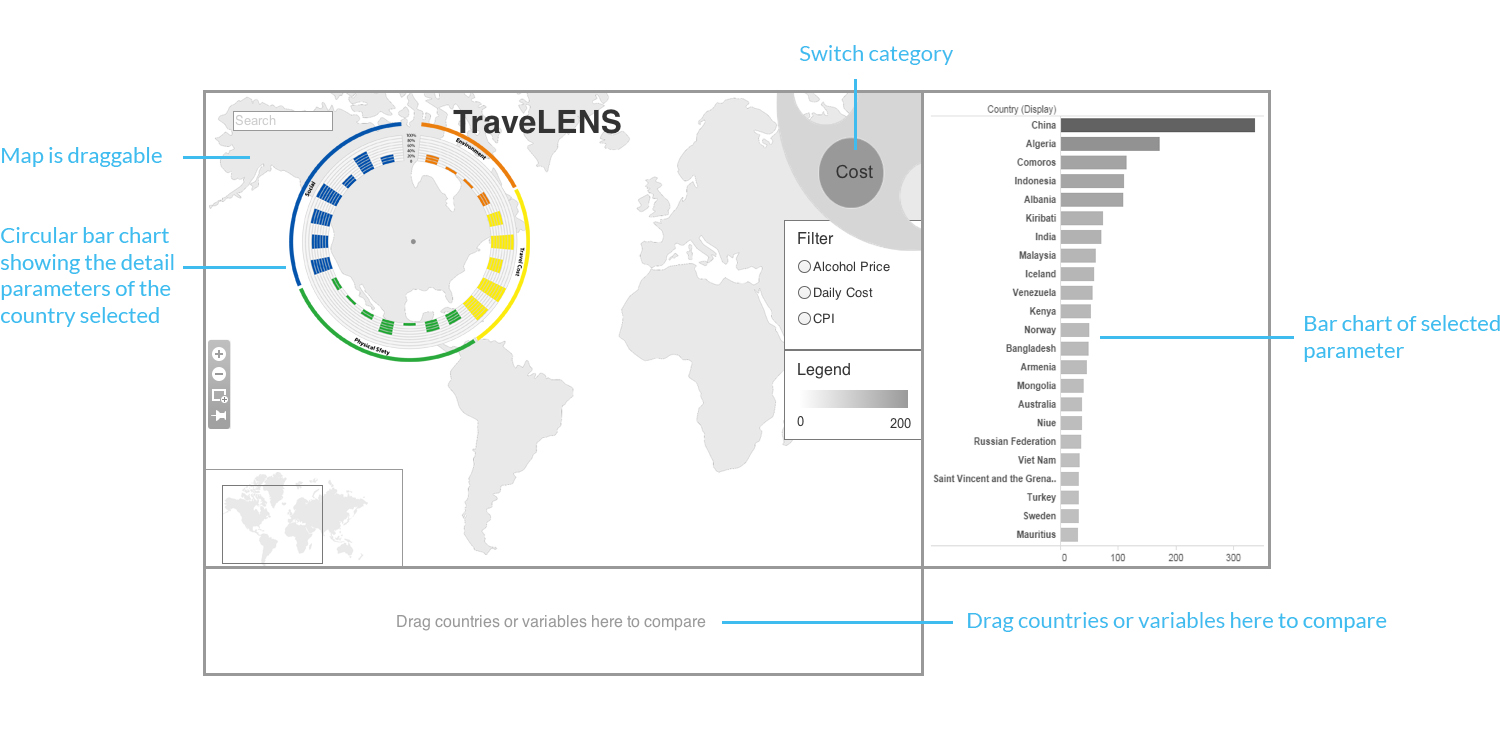 Switch category
Map is draggable
Circular bar chart
showing the detail
parameters of the
country selected
Search
TraveLENS
100%
80%
60%
40%
20%
0
Environment
Social
Travel Cost
Physical Sfety
Cost
Filter
Alcohol Price
Daily Cost
CPI
Legend
0 200
Country (Display)
China
Algeria
Comoros
Indonesia
Albania
Kiribati
India
Malaysia
Iceland
Venezuela
Kenya
Norway
Bangladesh
Armenia
Mongolia
Australia
Niue
Russian Federation
Viet Nam
Saint Vincent and the Grena..
Turkey
Sweden
Mauritius
0 100 200 300
Bar chart of selected
parameter
Drag countries or variables here to compare
Drag countries or variables here to compare